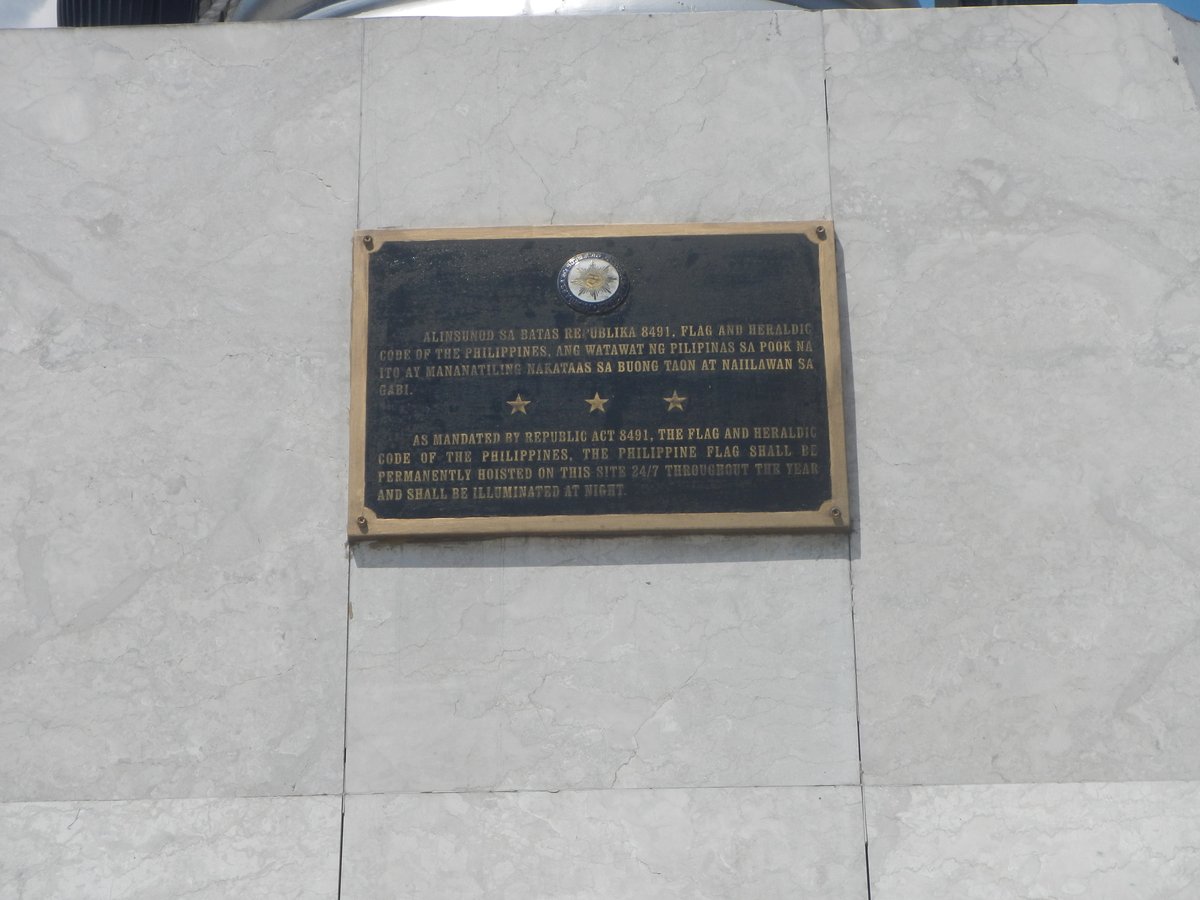 ALINSUNOD SA BATAS REPUBLIKA 8491, FLAG AND HERALDIC
CODE OF THE PHILIPPINES, ANG WATAWAT NG PILIPINAS SA POOK NA
ITO AY MANANATILING NAKATAAS SA BUONG TAON AT NAIILAWAN SA
GABI.
AS MANDATED BY REPUBLIC ACT 8491, THE FLAG AND HERALDIC
CODE OF THE PHILIPPINES, THE PHILIPPINE FLAG SHALL BE
PERMANENTLY HOISTED ON THIS SITE 24/7 THROUGHOUT THE YEAR
AND SHALL BE ILLUMINATED AT NIGHT.